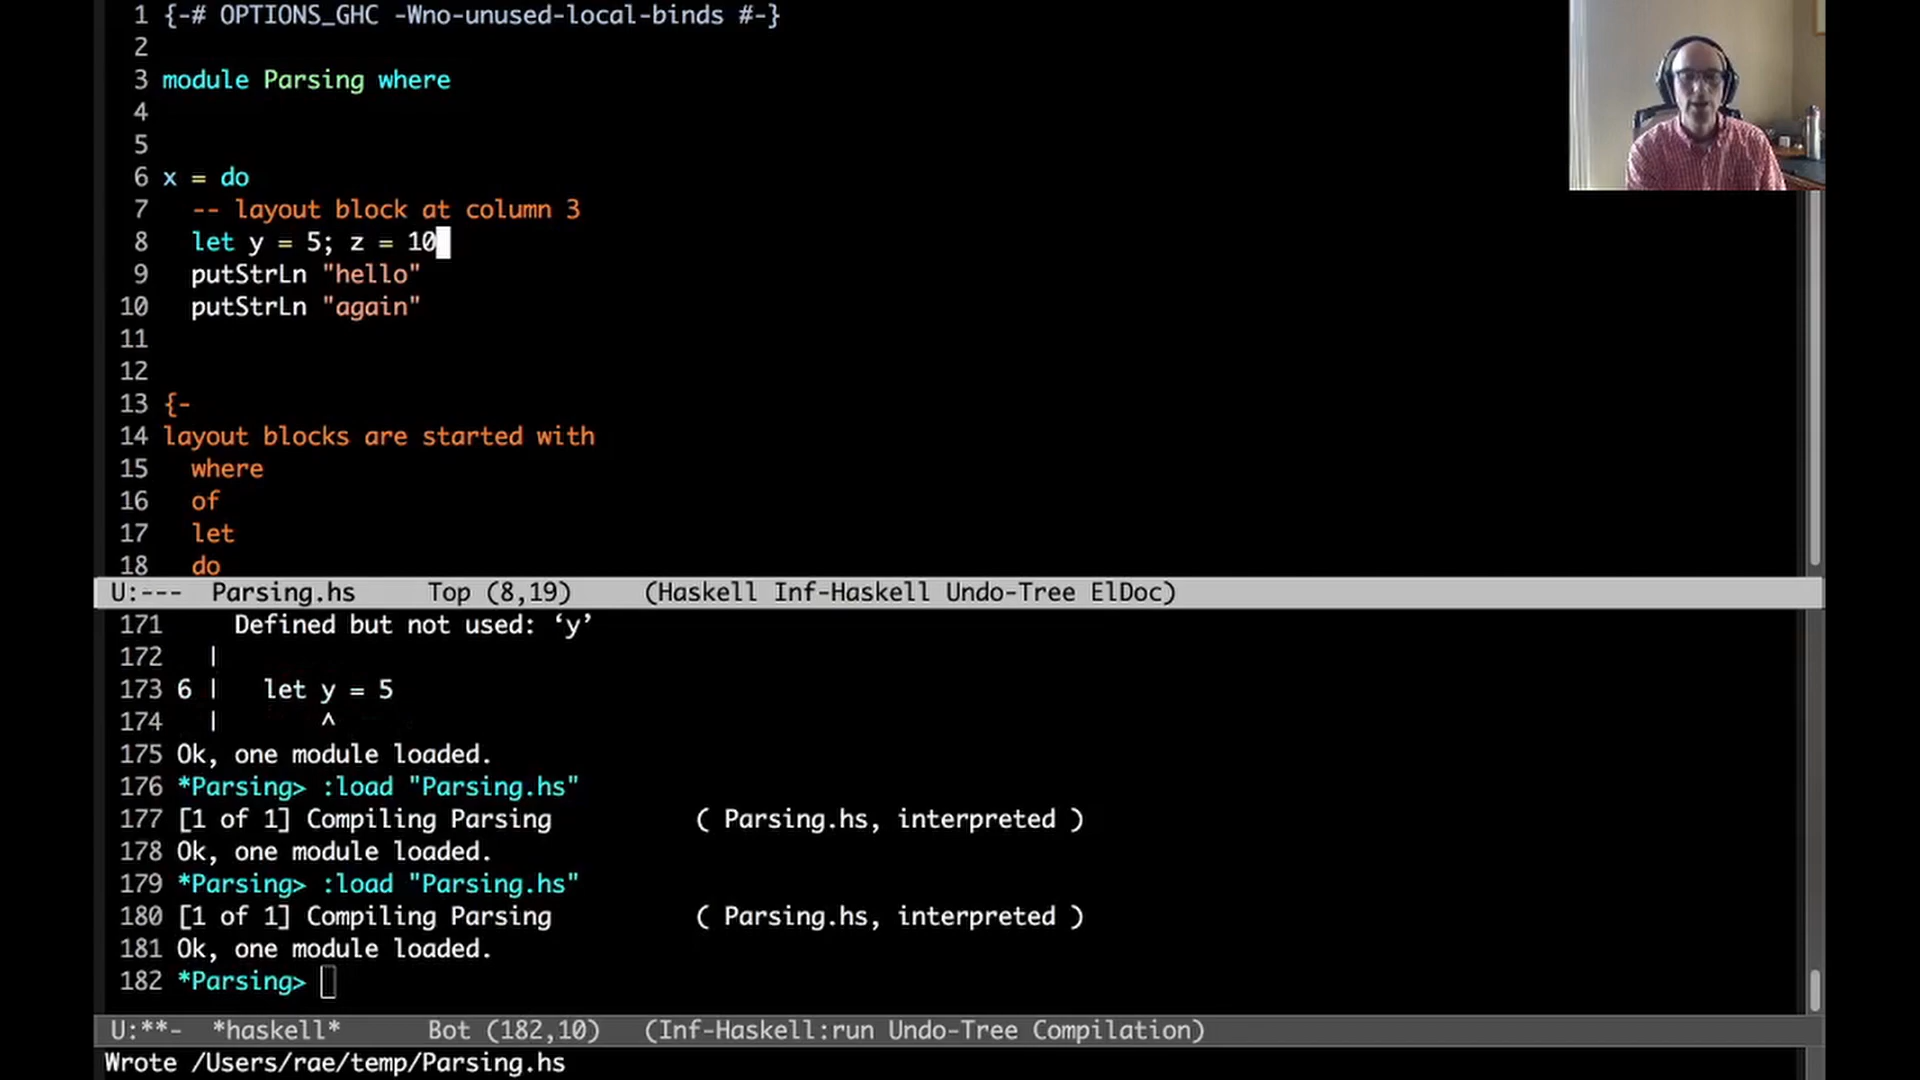 1 {-# OPTIONS_GHC -Wno-unused-local-binds #-}
2
3 module Parsing where
4
5
6 x = do
7   -- layout block at column 3
8   let y = 5; z = 10
9   putStrLn "hello"
10   putStrLn "again"
11
12
13 {-
14 layout blocks are started with
15   where
16   of
17   let
18   do
U:---  Parsing.hs     Top (8,19)     (Haskell Inf-Haskell Undo-Tree ElDoc)
171     Defined but not used: ‘y’
172   |
173 6 |   let y = 5
174   |       ^
175 Ok, one module loaded.
176 *Parsing> :load "Parsing.hs"
177 [1 of 1] Compiling Parsing          ( Parsing.hs, interpreted )
178 Ok, one module loaded.
179 *Parsing> :load "Parsing.hs"
180 [1 of 1] Compiling Parsing          ( Parsing.hs, interpreted )
181 Ok, one module loaded.
182 *Parsing>
U:**-  *haskell*      Bot (182,10)   (Inf-Haskell:run Undo-Tree Compilation)
Wrote /Users/rae/temp/Parsing.hs